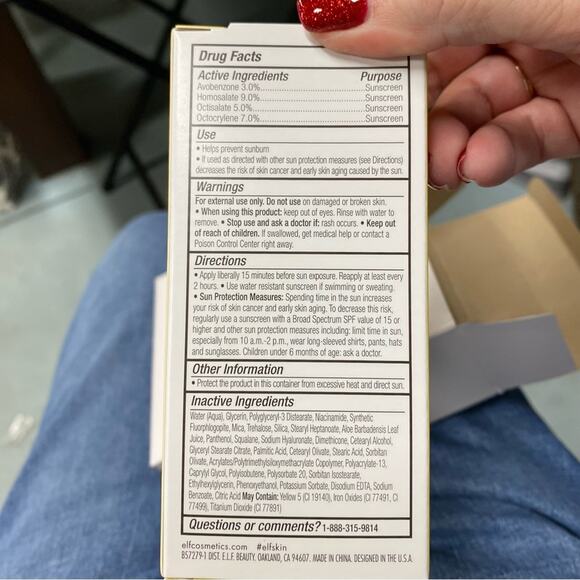 Drug Facts
Active Ingredients Purpose
Avobenzone 3.0%..........Sunscreen
Homosalate 9.0%..........Sunscreen
Octisalate 5.0%..........Sunscreen
Octocrylene 7.0%..........Sunscreen
Use
• Helps prevent sunburn
• If used as directed with other sun protection measures (see Directions)
decreases the risk of skin cancer and early skin aging caused by the sun.
Warnings
For external use only. Do not use on damaged or broken skin.
• When using this product: keep out of eyes. Rinse with water to
remove. • Stop use and ask a doctor if: rash occurs. • Keep out
of reach of children. If swallowed, get medical help or contact a
Poison Control Center right away.
Directions
• Apply liberally 15 minutes before sun exposure. Reapply at least every
2 hours. • Use water resistant sunscreen if swimming or sweating.
• Sun Protection Measures: Spending time in the sun increases
your risk of skin cancer and early skin aging. To decrease this risk,
regularly use a sunscreen with a Broad Spectrum SPF value of 15 or
higher and other sun protection measures including: limit time in sun,
especially from 10 a.m.-2 p.m., wear long-sleeved shirts, pants, hats
and sunglasses. Children under 6 months of age: ask a doctor.
Other Information
• Protect the product in this container from excessive heat and direct sun.
Inactive Ingredients
Water (Aqua), Glycerin, Polyglyceryl-3 Distearate, Niacinamide, Synthetic
Fluorphlogopite, Mica, Trehalose, Silica, Stearyl Heptanoate, Aloe Barbadensis Leaf
Juice, Panthenol, Squalane, Sodium Hyaluronate, Dimethicone, Cetearyl Alcohol,
Glyceryl Stearate Citrate, Palmitic Acid, Cetearyl Olivate, Stearic Acid, Sorbitan
Olivate, Acrylates/Polytrimethylsiloxymethacrylate Copolymer, Polyacrylate-13,
Caprylyl Glycol, Polyisobutene, Polysorbate 20, Sorbitan Isostearate,
Ethylhexylglycerin, Phenoxyethanol, Potassium Sorbate, Disodium EDTA, Sodium
Benzoate, Citric Acid May Contain: Yellow 5 (CI 19140), Iron Oxides (CI 77491, CI
77499), Titanium Dioxide (CI 77891)
Questions or comments? 1-888-315-9814
elfcosmetics.com #elfskin
B57279-1 DIST. E.L.F. BEAUTY, OAKLAND, CA 94607. MADE IN CHINA. DESIGNED IN THE U.S.A.